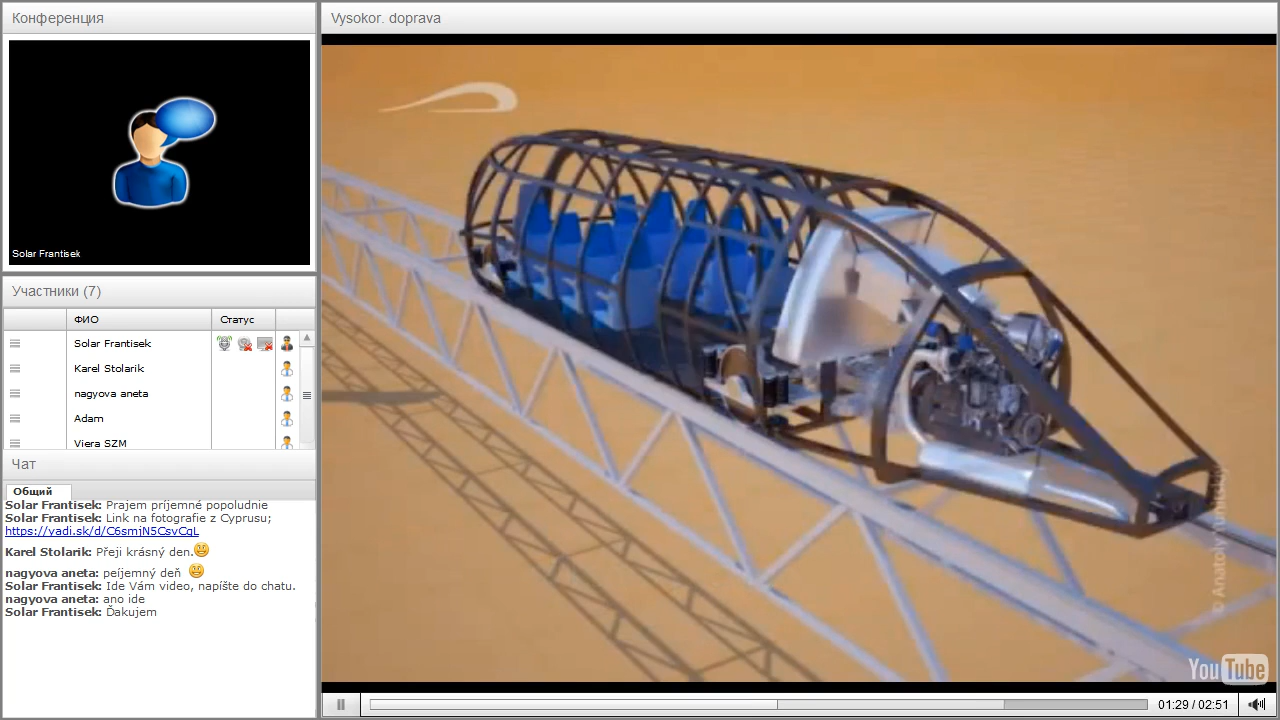 Конференция
Solar Frantisek
Участники (7)
ФИО
Статус
Solar Frantisek
Karel Stolarik
nagyova aneta
Adam
Viera SZM
Чат
Общий
Solar Frantisek: Prajem príjemné popoludnie
Solar Frantisek: Link na fotografie z Cyprusu;
https://yadi.sk/d/C6smjN5CsvCqL
Karel Stolarik: Přeji krásný den.
nagyova aneta: peíjemný deň
Solar Frantisek: Ide Vám video, napíšte do chatu.
nagyova aneta: ano ide
Solar Frantisek: Ďakujem
Vysokor. doprava
© Anatoly Yunitskiy
YouTube
01:29 / 02:51